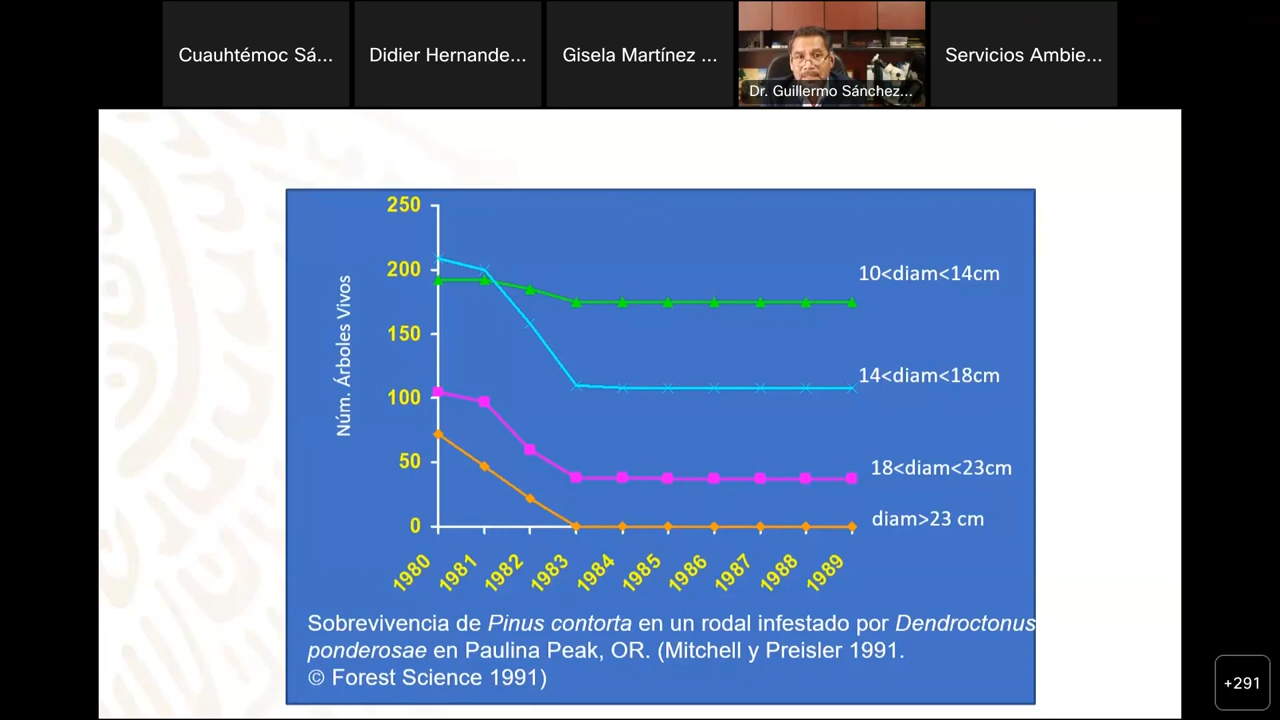 Cuauhtémoc Sá...
Didier Hernande...
Gisela Martínez ...
Dr. Guillermo Sánchez...
Servicios Ambie...
250
200
150
100
50
0
Núm. Árboles Vivos
10<diam<14cm
14<diam<18cm
18<diam<23cm
diam>23 cm
1980
1981
1982
1983
1984
1985
1986
1987
1988
1989
Sobrevivencia de Pinus contorta en un rodal infestado por Dendroctonus
ponderosae en Paulina Peak, OR. (Mitchell y Preisler 1991.
© Forest Science 1991)
+291